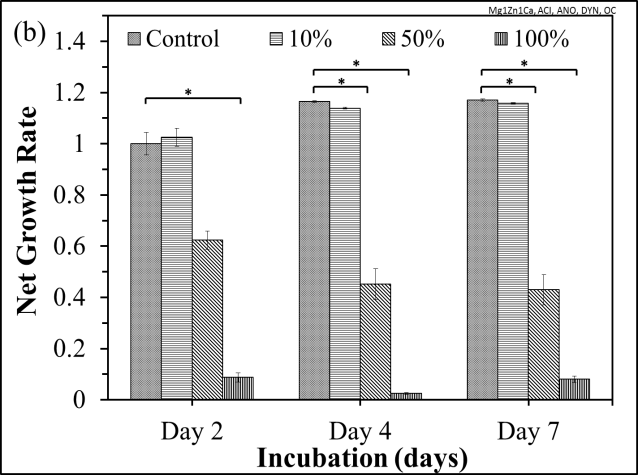 Mg1Zn1Ca, ACI, ANO, DYN, OC
(b)
Control 10% 50% 100%
1.4
1.2
1
0.8
0.6
0.4
0.2
0
Net Growth Rate
* * * * *
Day 2 Day 4 Day 7
Incubation (days)